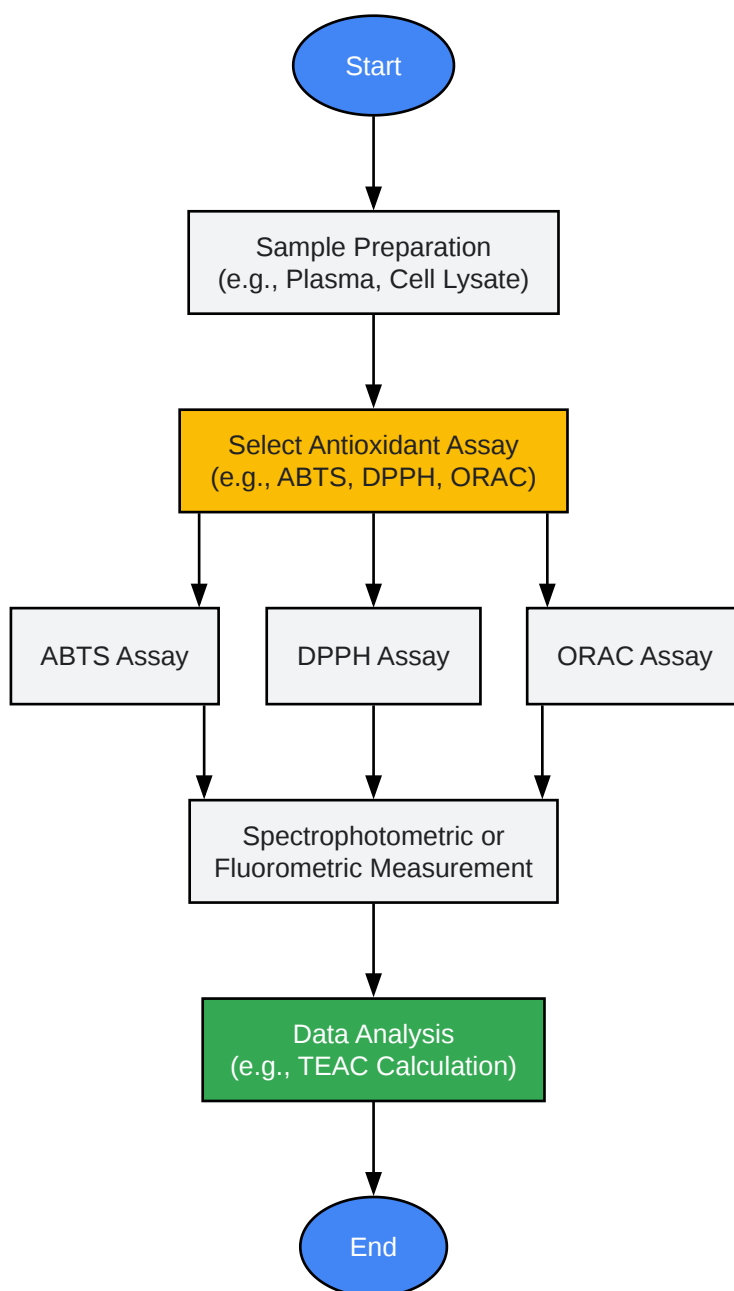 Start
Sample Preparation
(e.g., Plasma, Cell Lysate)
Select Antioxidant Assay
(e.g., ABTS, DPPH, ORAC)
ABTS Assay
DPPH Assay
ORAC Assay
Spectrophotometric or
Fluorometric Measurement
Data Analysis
(e.g., TEAC Calculation)
End